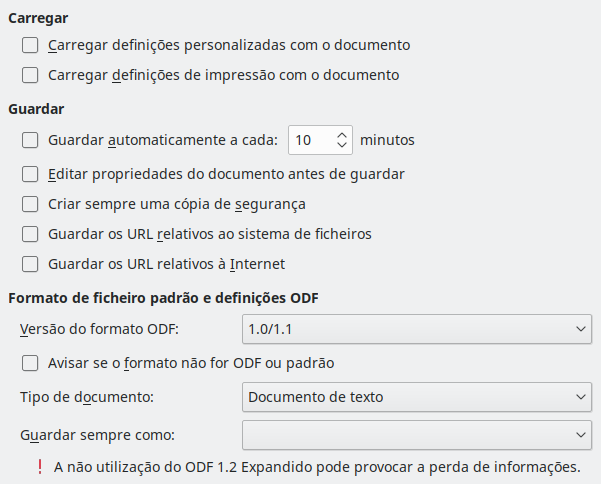 Carregar
Carregar definições personalizadas com o documento
Carregar definições de impressão com o documento
Guardar
Guardar automaticamente a cada: 10 minutos
Editar propriedades do documento antes de guardar
Criar sempre uma cópia de segurança
Guardar os URL relativos ao sistema de ficheiros
Guardar os URL relativos à Internet
Formato de ficheiro padrão e definições ODF
Versão do formato ODF: 1.0/1.1
Avisar se o formato não for ODF ou padrão
Tipo de documento: Documento de texto
Guardar sempre como:
! A não utilização do ODF 1.2 Expandido pode provocar a perda de informações.